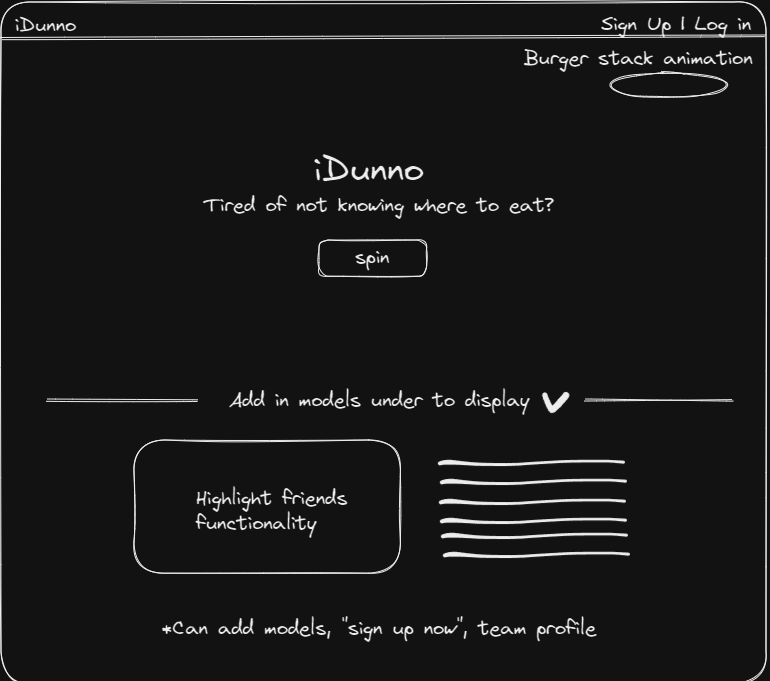 iDunno
Sign Up | Log in
Burger stack animation
iDunno
Tired of not knowing where to eat?
spin
Add in models under to display
Highlight friends
functionality
*Can add models, "sign up now", team profile